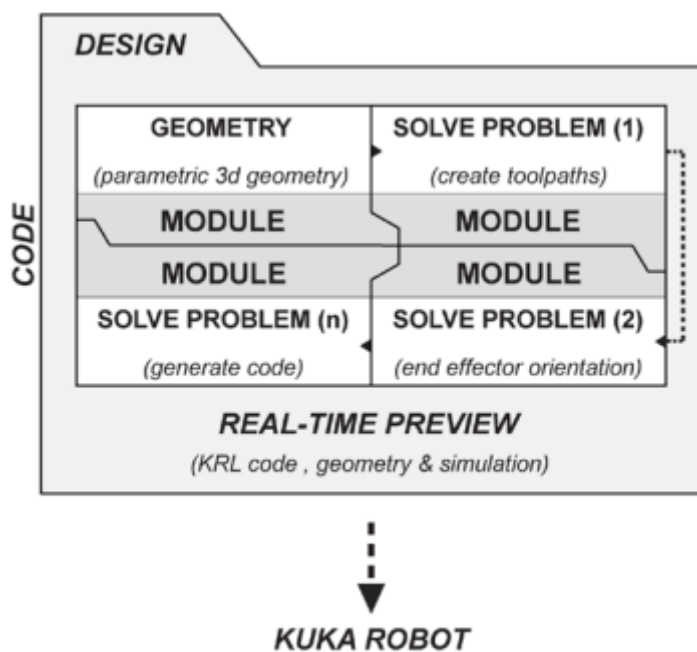 DESIGN
GEOMETRY
(parametric 3d geometry)
SOLVE PROBLEM (1)
(create toolpaths)
MODULE
MODULE
CODE
MODULE
MODULE
SOLVE PROBLEM (n)
(generate code)
SOLVE PROBLEM (2)
(end effector orientation)
REAL-TIME PREVIEW
(KRL code , geometry & simulation)
KUKA ROBOT